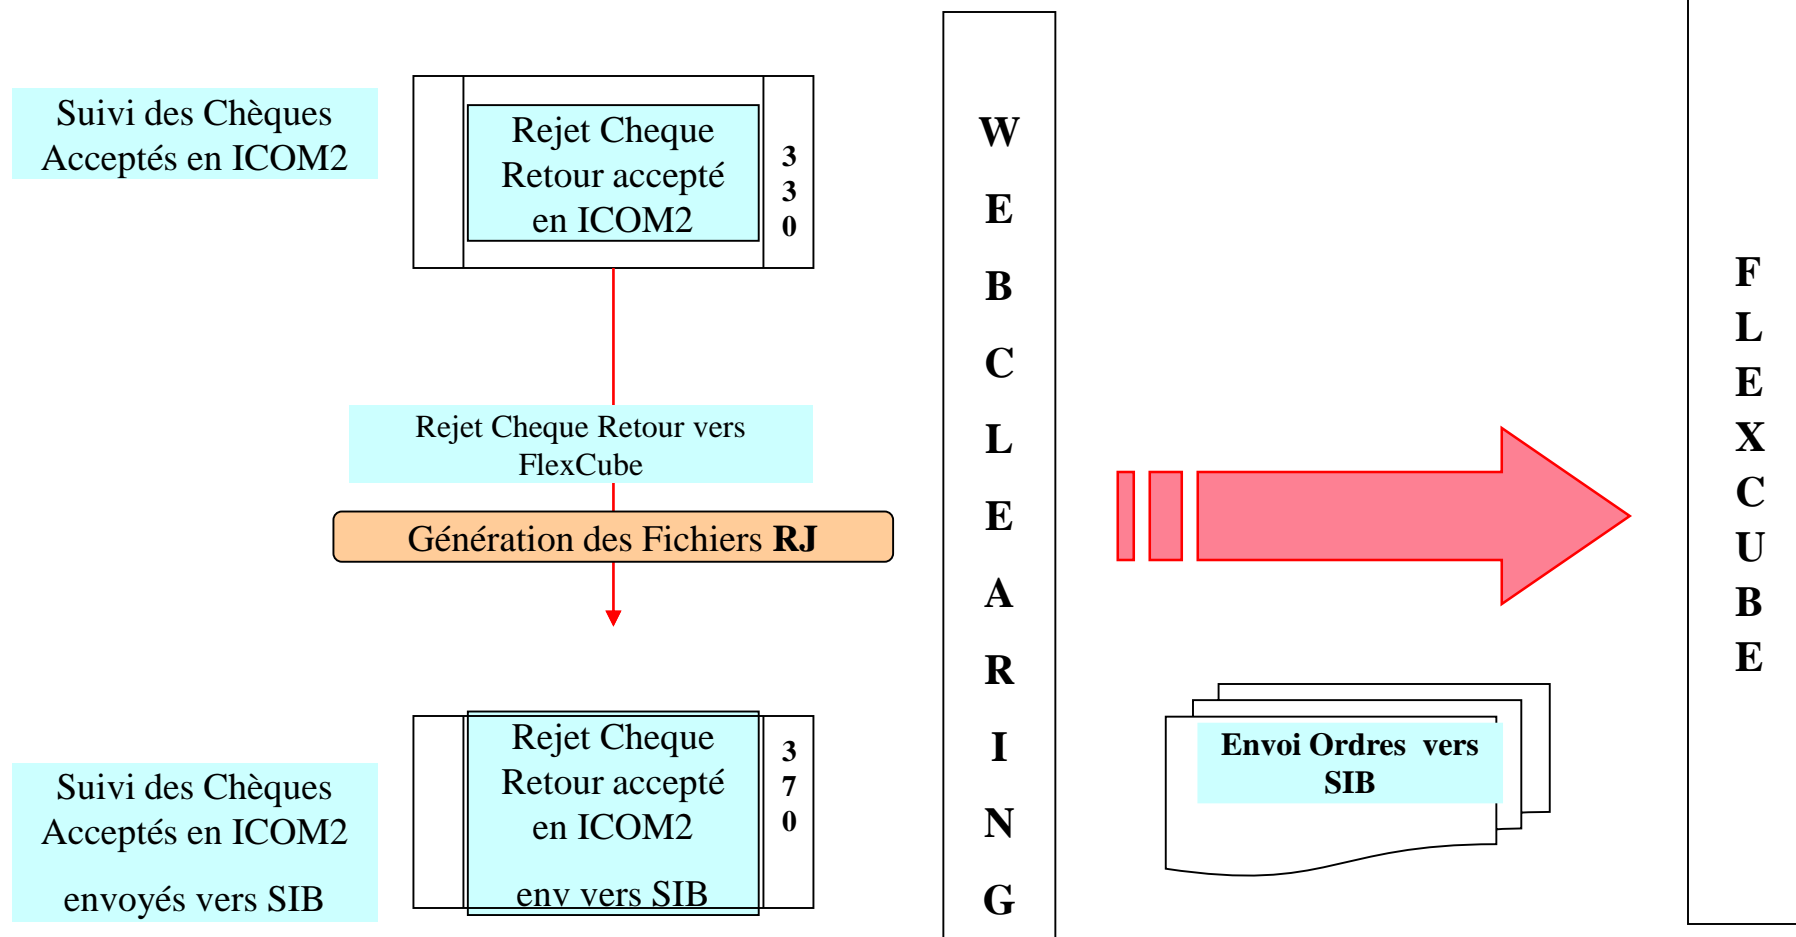 Suivi des Chèques
Acceptés en ICOM2
Rejet Cheque
Retour accepté
en ICOM2
3
3
0
Rejet Cheque Retour vers
FlexCube
Génération des Fichiers RJ
Suivi des Chèques
Acceptés en ICOM2
envoyés vers SIB
Rejet Cheque
Retour accepté
en ICOM2
env vers SIB
3
7
0
W
E
B
C
L
E
A
R
I
N
G
Envoi Ordres vers
SIB
F
L
E
X
C
U
B
E